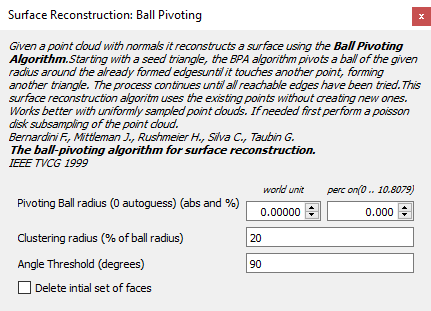 Surface Reconstruction: Ball Pivoting
x
Given a point cloud with normals it reconstructs a surface using the Ball Pivoting
Algorithm.Starting with a seed triangle, the BPA algorithm pivots a ball of the given
radius around the already formed edgesuntil it touches another point, forming
another triangle. The process continues until all reachable edges have been tried.This
surface reconstruction algoritm uses the existing points without creating new ones.
Works better with uniformly sampled point clouds. If needed first perform a poisson
disk subsampling of the point cloud.
Bernardini F., Mittleman J., Rushmeier H., Silva C., Taubin G.
The ball-pivoting algorithm for surface reconstruction.
IEEE TVCG 1999
world unit perc on(0 .. 10.8079)
Pivoting Ball radius (0 autoguess) (abs and %) 0.00000 0.000
Clustering radius (% of ball radius) 20
Angle Threshold (degrees) 90
Delete intial set of faces